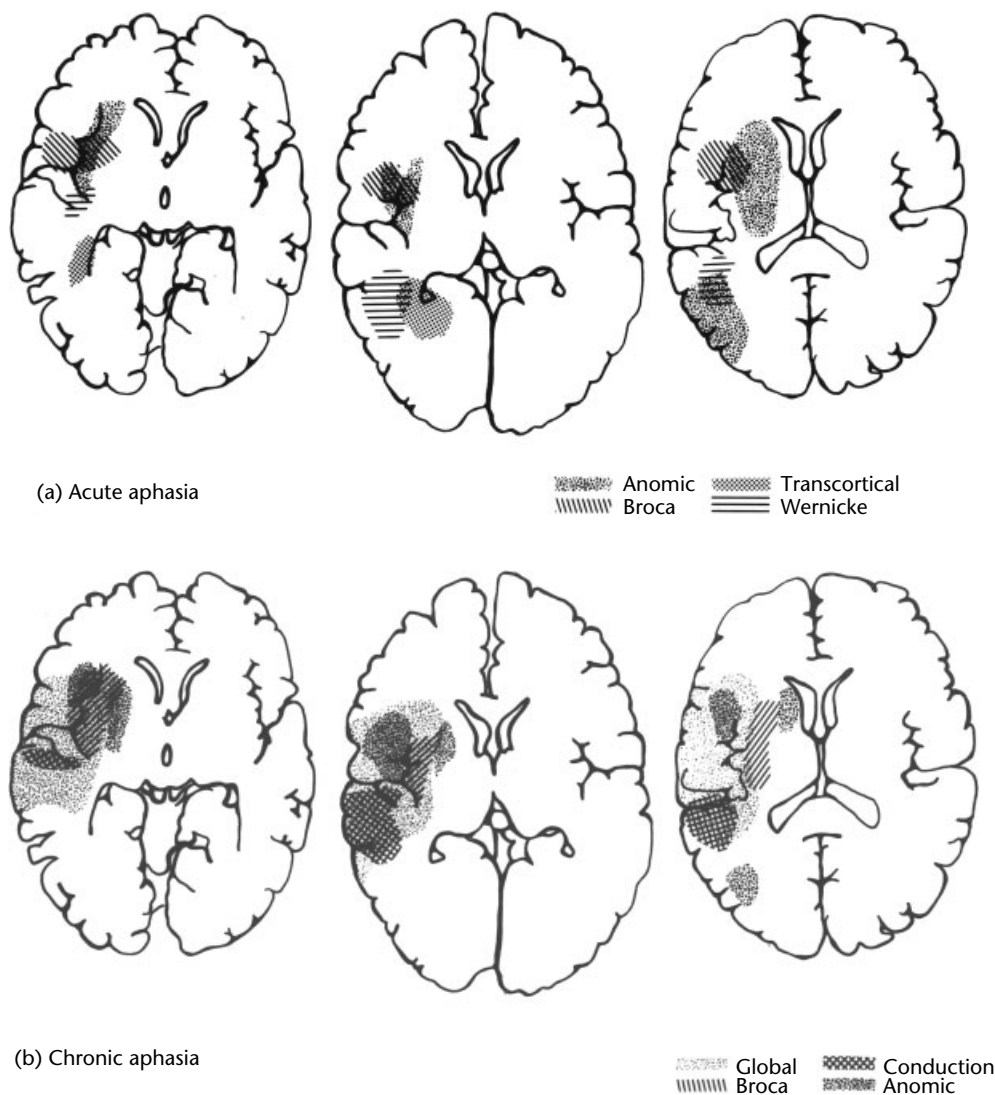 (a) Acute aphasia
Anomic Transcortical
Broca Wernicke
(b) Chronic aphasia
Global Conduction
Broca Anomic